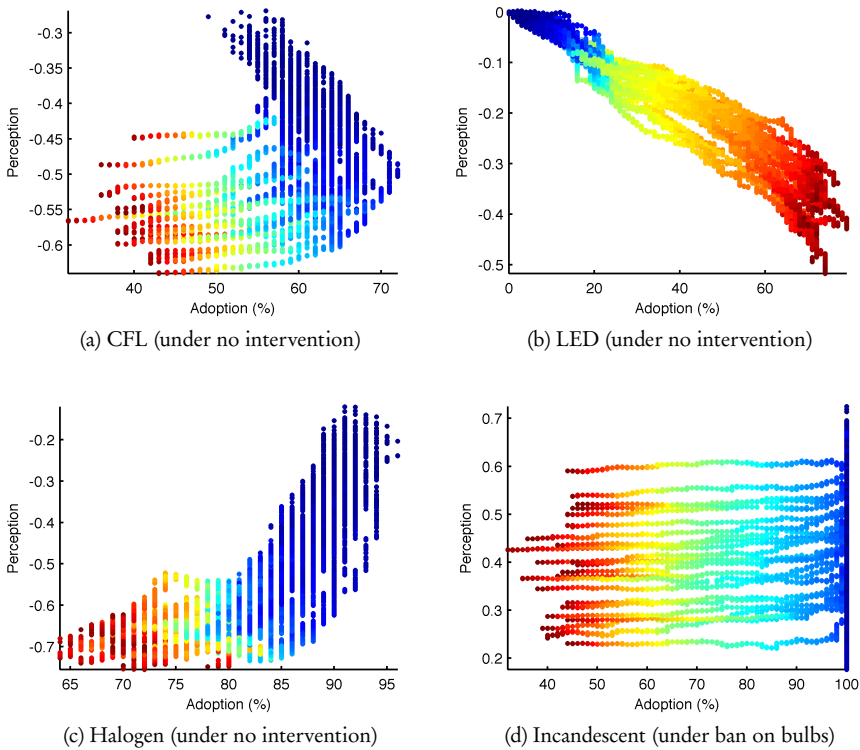 -0.3
-0.35
-0.4
-0.45
-0.5
-0.55
-0.6
Perception
40 50 60 70
Adoption (%)
(a) CFL (under no intervention)
0
-0.1
-0.2
-0.3
-0.4
-0.5
Perception
0 20 40 60
Adoption (%)
(b) LED (under no intervention)
-0.2
-0.3
-0.4
-0.5
-0.6
-0.7
Perception
65 70 75 80 85 90 95
Adoption (%)
(c) Halogen (under no intervention)
0.7
0.6
0.5
0.4
0.3
0.2
Perception
40 50 60 70 80 90 100
Adoption (%)
(d) Incandescent (under ban on bulbs)